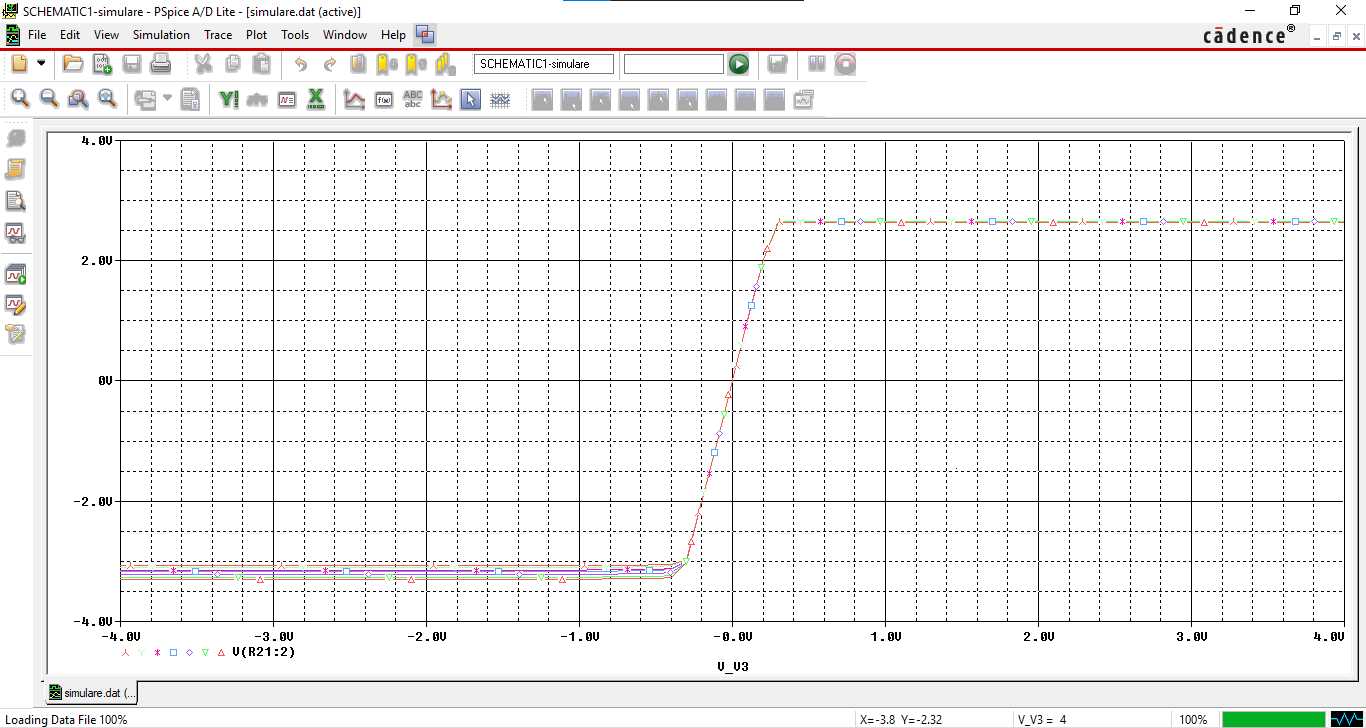 SCHEMATIC1-simulare - PSpice A/D Lite - [simulare.dat (active)]
File Edit View Simulation Trace Plot Tools Window Help
cādence®
SCHEMATIC1-simulare
ABC
abc
4.0V
2.0V
0V
-2.0V
-4.0V
-4.0V -3.0V -2.0V -1.0V -0.0V 1.0V 2.0V 3.0V 4.0V
V(R21:2)
V_V3
simulare.dat (...
Loading Data File 100%
X=-3.8 Y=-2.32
V_V3 = 4
100%